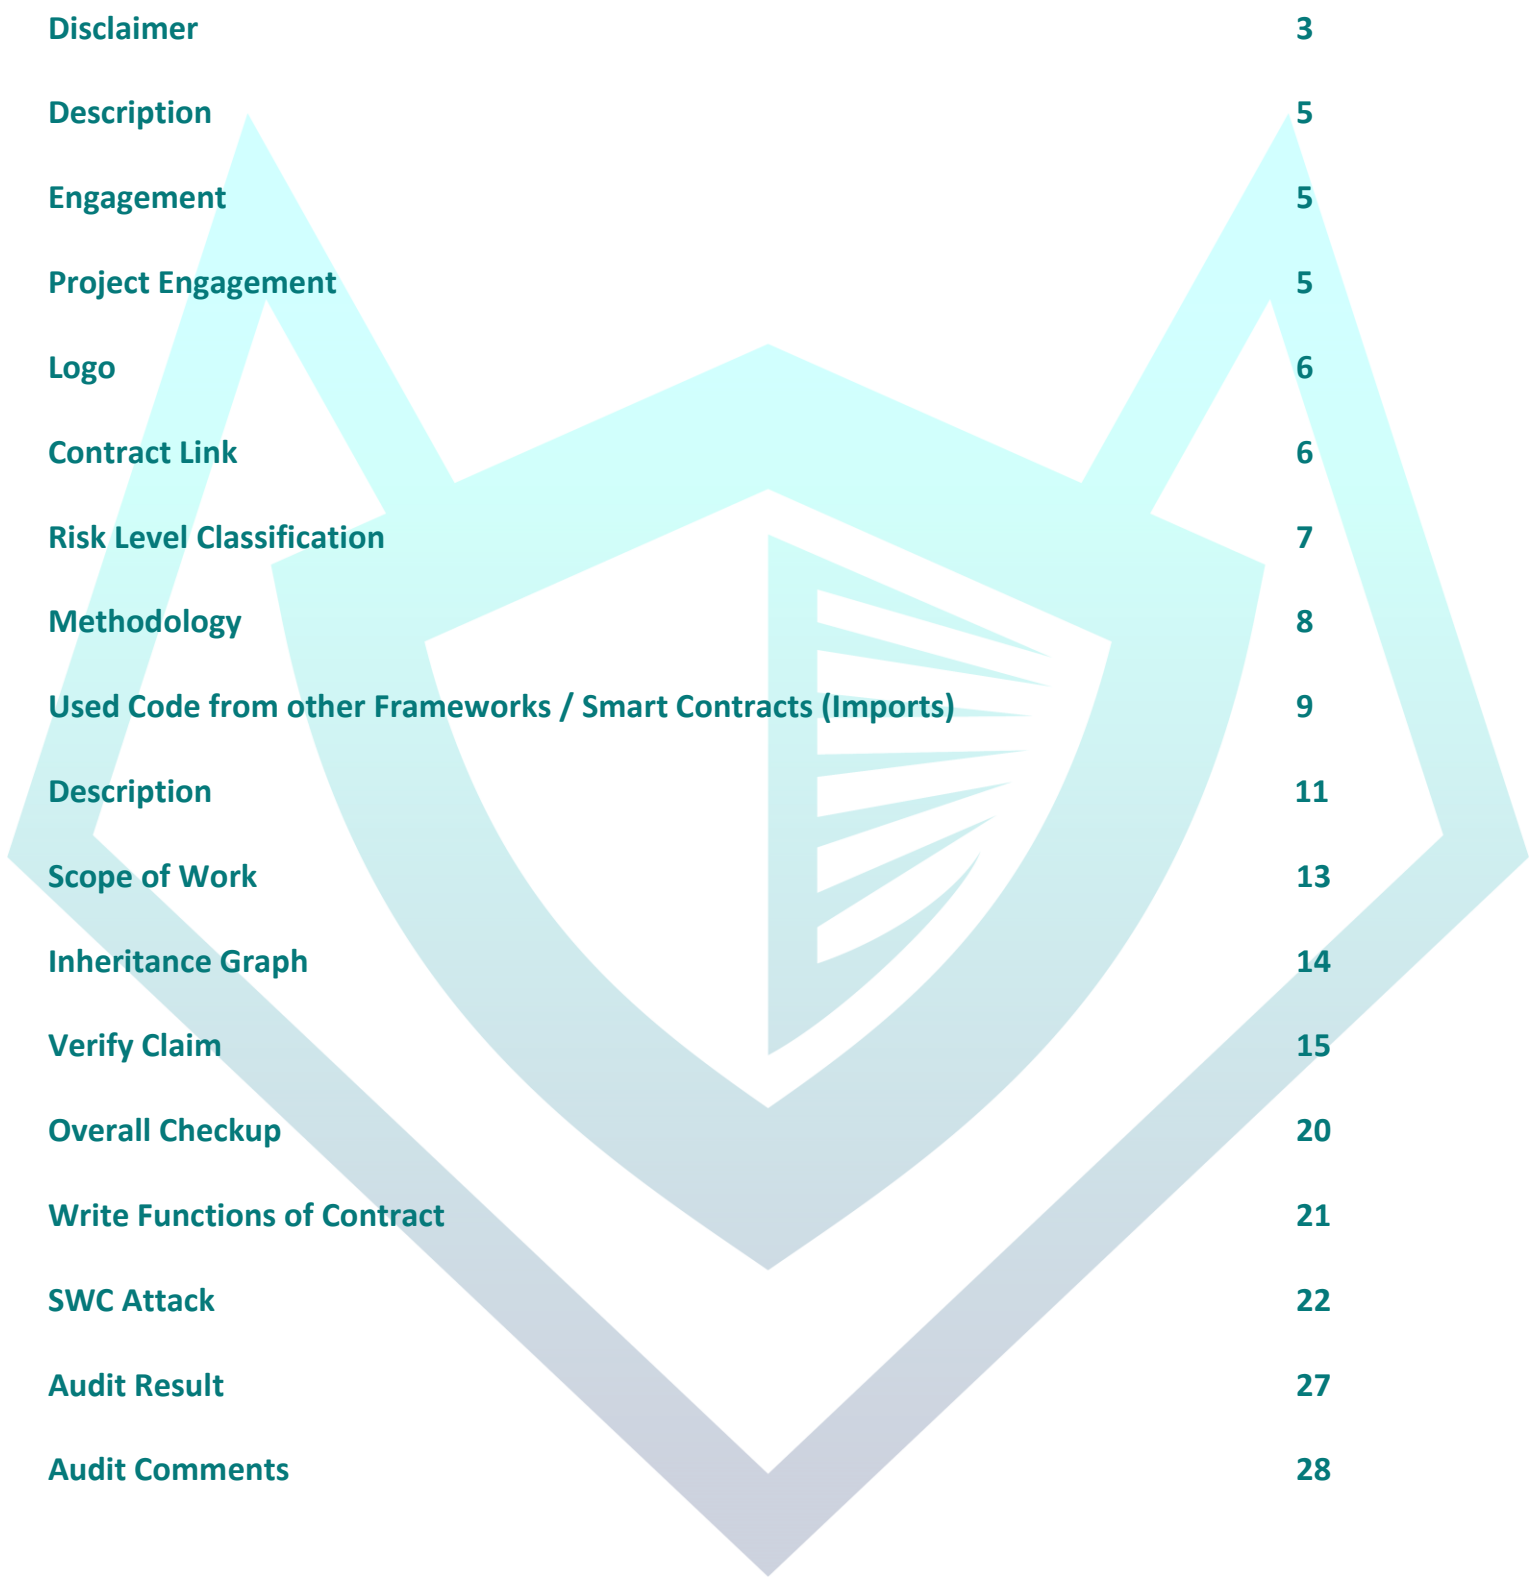 Disclaimer 3
Description 5
Engagement 5
Project Engagement 5
Logo 6
Contract Link 6
Risk Level Classification 7
Methodology 8
Used Code from other Frameworks / Smart Contracts (Imports) 9
Description 11
Scope of Work 13
Inheritance Graph 14
Verify Claim 15
Overall Checkup 20
Write Functions of Contract 21
SWC Attack 22
Audit Result 27
Audit Comments 28